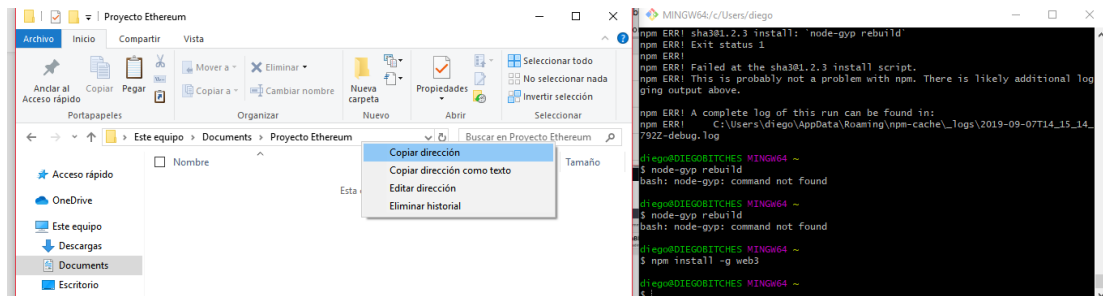 Proyecto Ethereum
Archivo Inicio Compartir Vista
Anclar al Acceso rápido
Copiar
Pegar
Mover a
Copiar a
Eliminar
Cambiar nombre
Nueva carpeta
Propiedades
Seleccionar todo
No seleccionar nada
Invertir selección
Portapapeles Organizar Nuevo Abrir Seleccionar
Este equipo > Documents > Proyecto Ethereum
Buscar en Proyecto Ethereum
Nombre
Tamaño
Esta
Copiar dirección
Copiar dirección como texto
Editar dirección
Eliminar historial
Acceso rápido
OneDrive
Este equipo
Descargas
Documents
Escritorio
MINGW64:/c/Users/diego
npm ERR! sha3@1.2.3 install: `node-gyp rebuild`
npm ERR! Exit status 1
npm ERR!
npm ERR! Failed at the sha3@1.2.3 install script.
npm ERR! This is probably not a problem with npm. There is likely additional log
ging output above.
npm ERR! A complete log of this run can be found in:
npm ERR!     C:\Users\diego\AppData\Roaming\npm-cache\_logs\2019-09-07T14_15_14_
792Z-debug.log
diego@DIEGOBITCHES MINGW64 ~
$ node-gyp rebuild
bash: node-gyp: command not found
diego@DIEGOBITCHES MINGW64 ~
$ node-gyp rebuild
bash: node-gyp: command not found
diego@DIEGOBITCHES MINGW64 ~
$ npm install -g web3
diego@DIEGOBITCHES MINGW64 ~
$